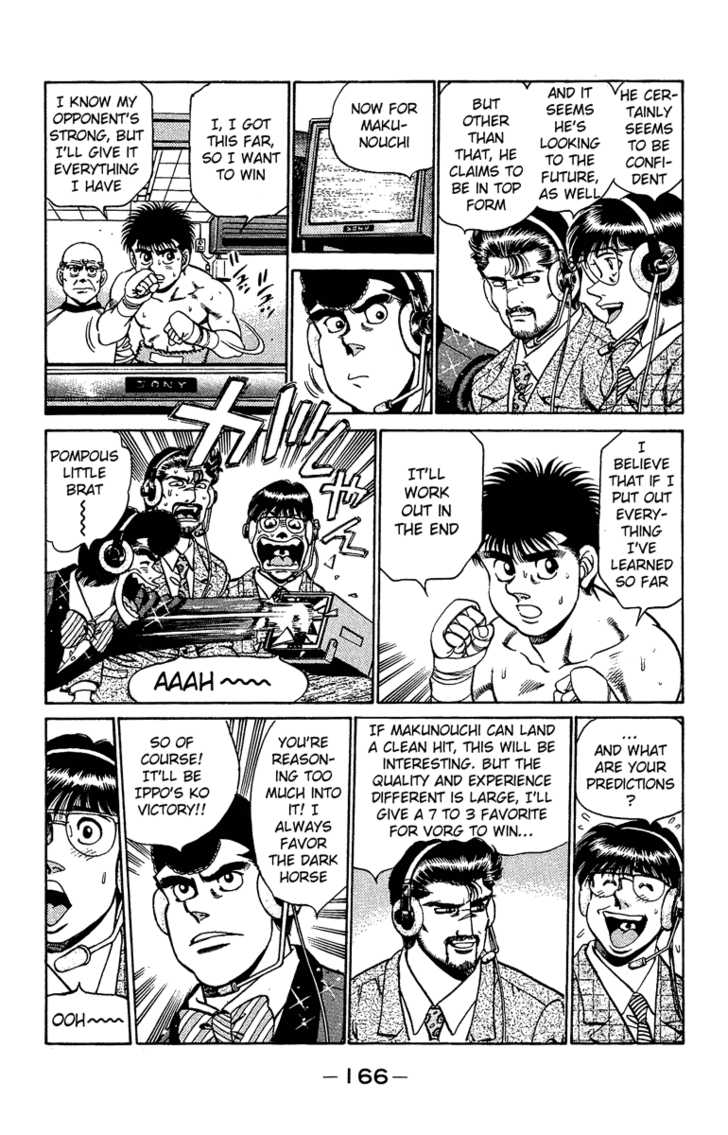 HE CER-
TAINLY
SEEMS
TO BE
CONFI-
DENT
AND IT
SEEMS
HE'S
LOOKING
TO THE
FUTURE,
AS WELL
BUT
OTHER
THAN
THAT, HE
CLAIMS TO
BE IN TOP
FORM
NOW FOR
MAKU-
NOUCHI
SONY
I, I GOT
THIS FAR,
SO I WANT
TO WIN
I KNOW MY
OPPONENT'S
STRONG, BUT
I'LL GIVE IT
EVERYTHING
I HAVE
SONY
I
BELIEVE
THAT IF I
PUT OUT
EVERY-
THING
I'VE
LEARNED
SO FAR
IT'LL
WORK
OUT IN
THE END
ガシャ
POMPOUS
LITTLE
BRAT
AAAH
...
AND WHAT
ARE YOUR
PREDICTIONS
?
IF MAKUNOUCHI CAN LAND
A CLEAN HIT, THIS WILL BE
INTERESTING. BUT THE
QUALITY AND EXPERIENCE
DIFFERENT IS LARGE, I'LL
GIVE A 7 TO 3 FAVORITE
FOR VORG TO WIN...
YOU'RE
REASON-
ING TOO
MUCH INTO
IT! I
ALWAYS
FAVOR
THE DARK
HORSE
SO OF
COURSE!
IT'LL BE
IPPO'S KO
VICTORY!!
OOH
-166-